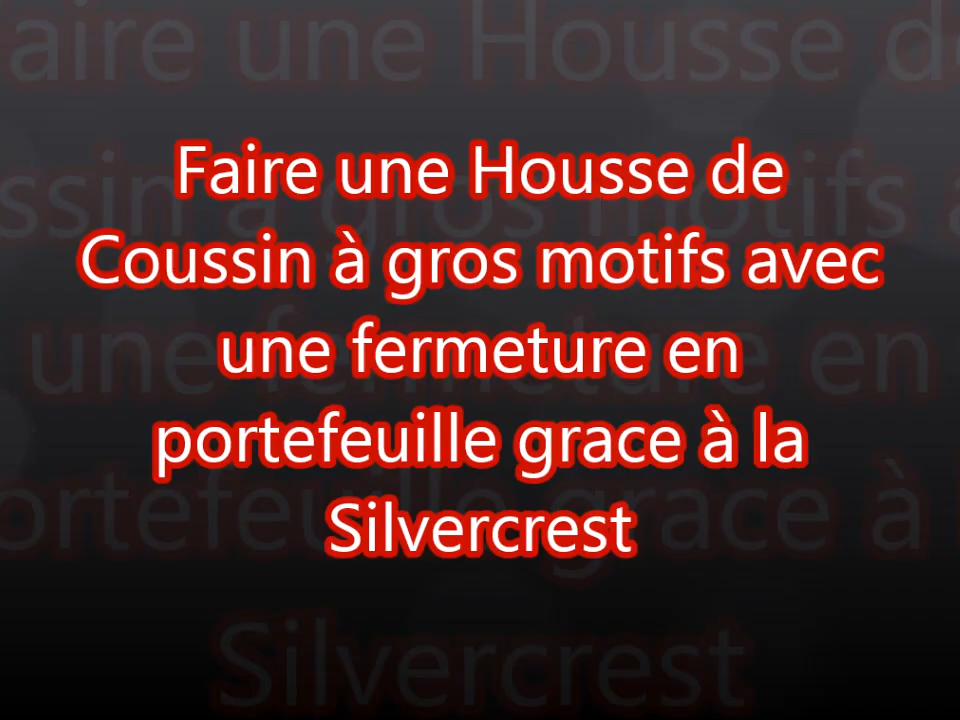 Faire une Housse de
Coussin à gros motifs avec
une fermeture en
portefeuille grace à la
Silvercrest